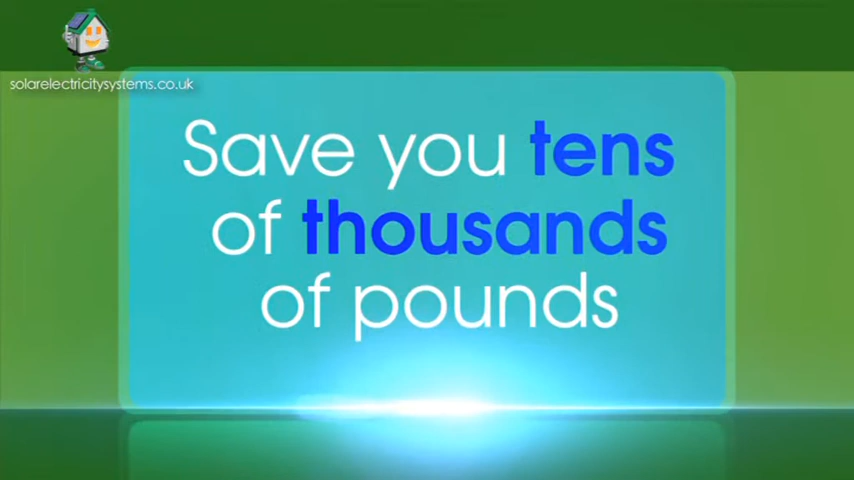 solarelectricitysystems.co.uk
Save you tens
of thousands
of pounds